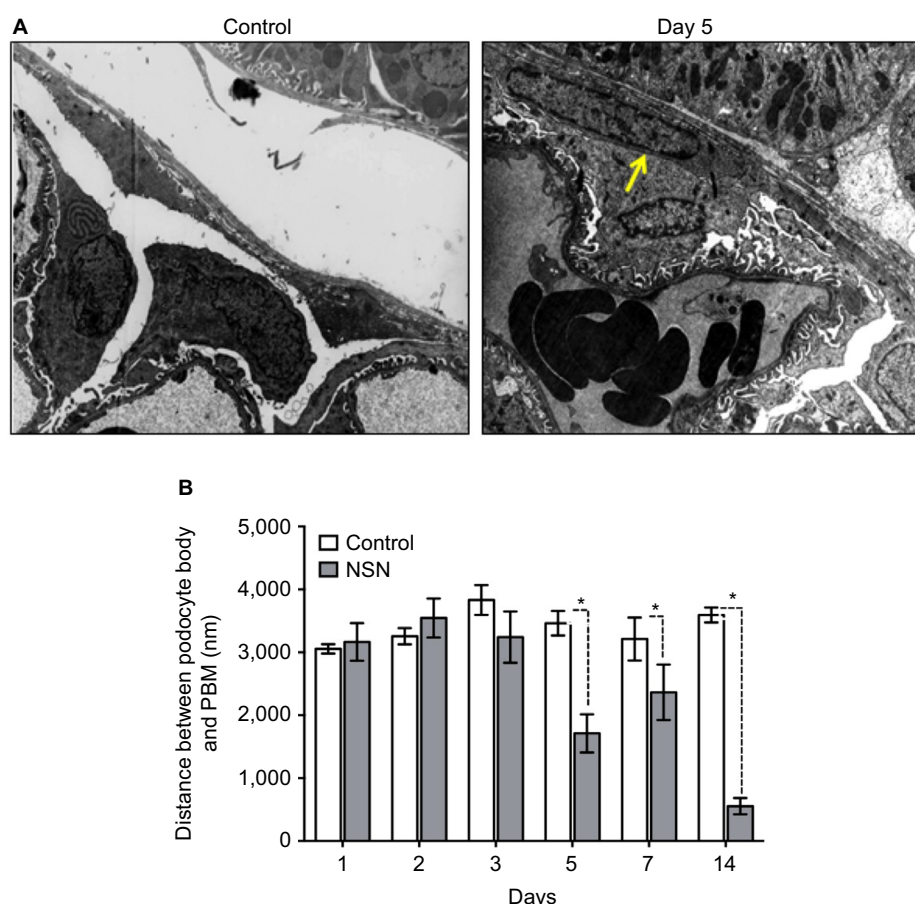 A
Control
Day 5
B
Distance between podocyte body
and PBM (nm)
5,000
4,000
3,000
2,000
1,000
0
Control
NSN
*
*
*
1 2 3 5 7 14
Days